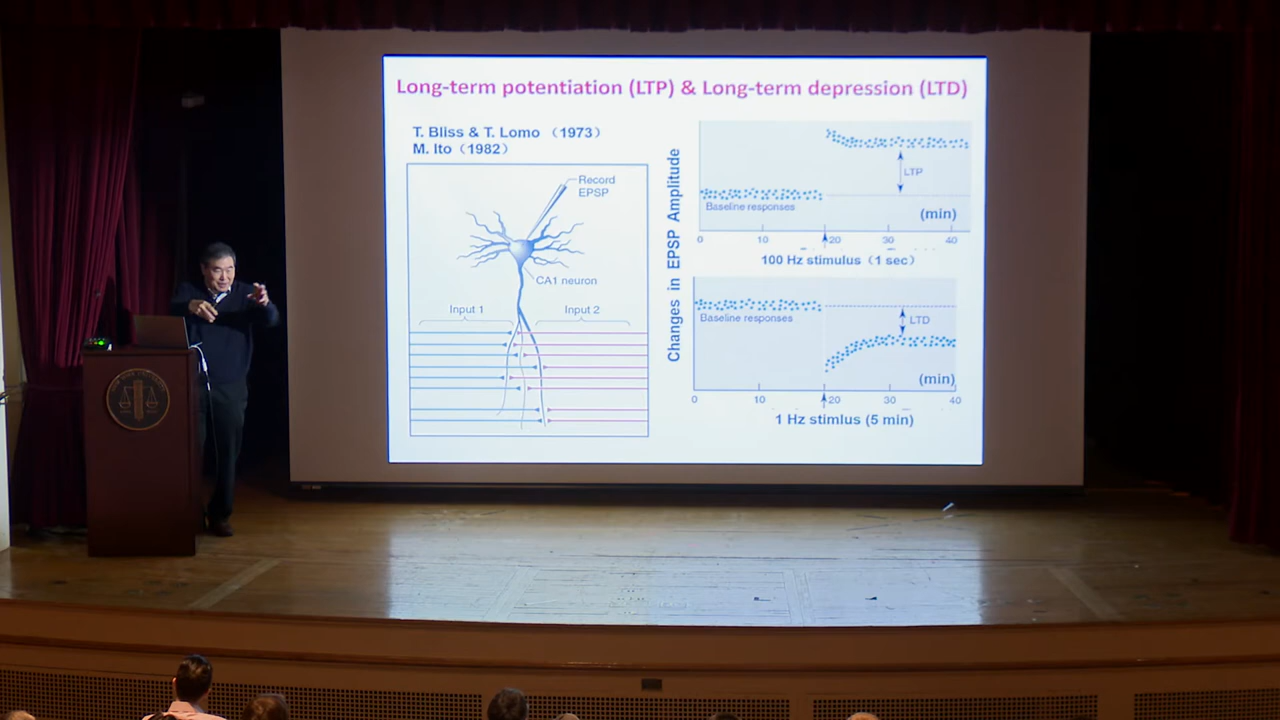 Long-term potentiation (LTP) & Long-term depression (LTD)
T. Bliss & T. Lomo （1973）
M. Ito（1982）
Record
EPSP
CA1 neuron
Input 1
Input 2
Changes in EPSP Amplitude
LTP
Baseline responses
(min)
0 10 20 30 40
100 Hz stimulus（1 sec）
Baseline responses
LTD
(min)
0 10 20 30 40
1 Hz stimlus (5 min)